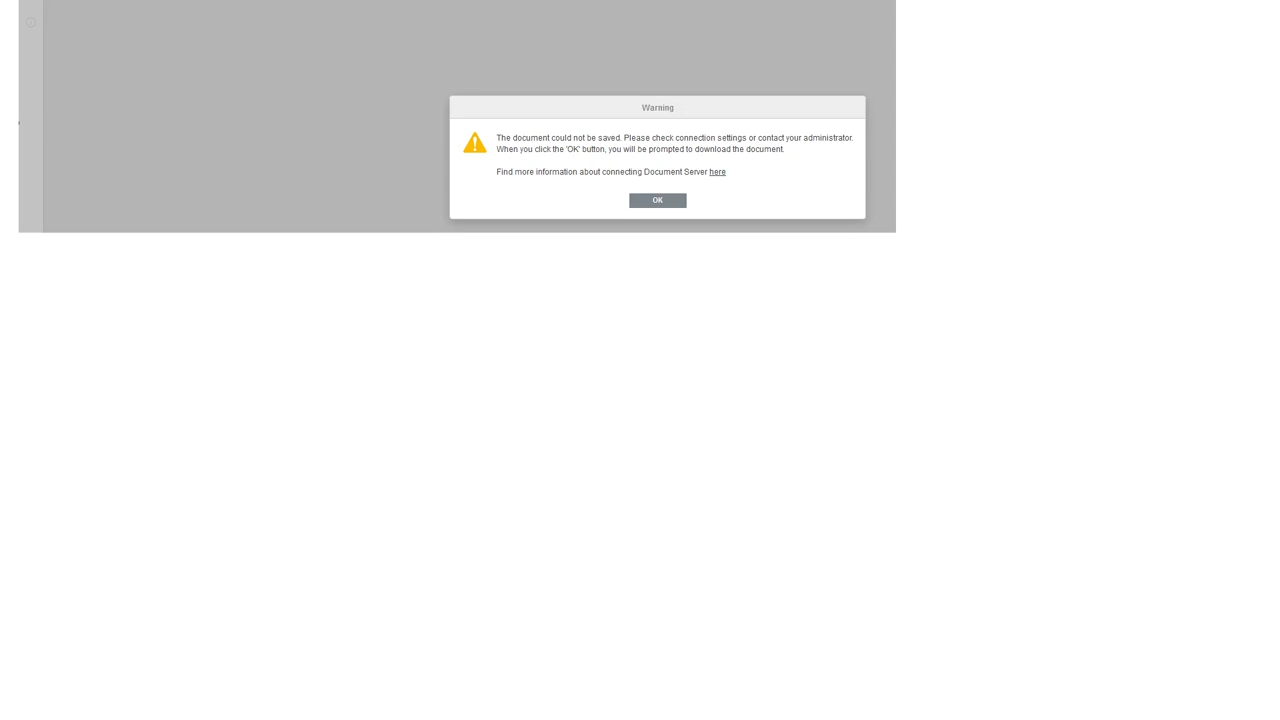 Warning
The document could not be saved. Please check connection settings or contact your administrator.
When you click the 'OK' button, you will be prompted to download the document.
Find more information about connecting Document Server here
OK